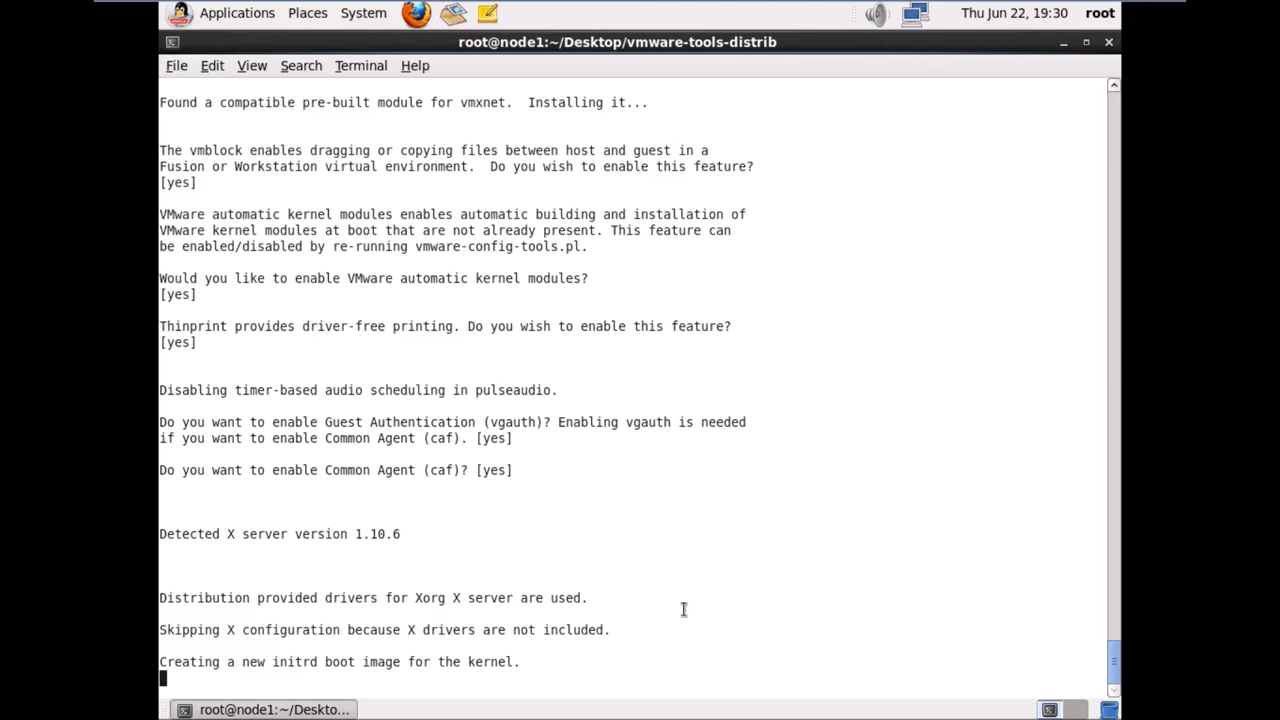 Applications Places System Thu Jun 22, 19:30 root
root@node1:~/Desktop/vmware-tools-distrib
File Edit View Search Terminal Help
Found a compatible pre-built module for vmxnet.  Installing it...
The vmblock enables dragging or copying files between host and guest in a
Fusion or Workstation virtual environment.  Do you wish to enable this feature?
[yes]
VMware automatic kernel modules enables automatic building and installation of
VMware kernel modules at boot that are not already present. This feature can
be enabled/disabled by re-running vmware-config-tools.pl.
Would you like to enable VMware automatic kernel modules?
[yes]
Thinprint provides driver-free printing. Do you wish to enable this feature?
[yes]
Disabling timer-based audio scheduling in pulseaudio.
Do you want to enable Guest Authentication (vgauth)? Enabling vgauth is needed
if you want to enable Common Agent (caf). [yes]
Do you want to enable Common Agent (caf)? [yes]
Detected X server version 1.10.6
Distribution provided drivers for Xorg X server are used.
Skipping X configuration because X drivers are not included.
Creating a new initrd boot image for the kernel.
root@node1:~/Deskto...